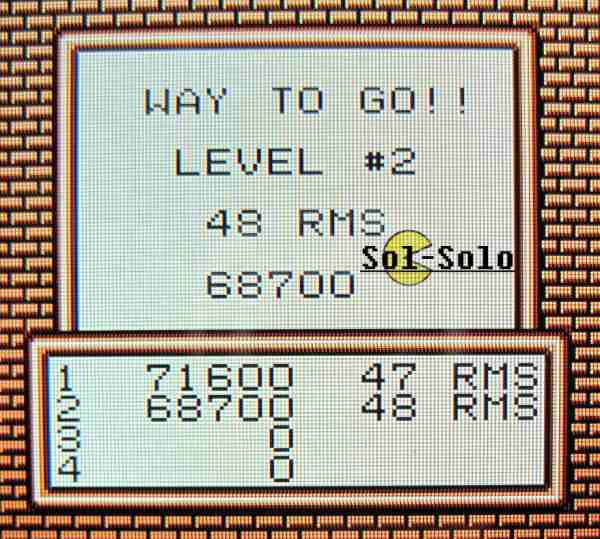 WAY TO GO!!
LEVEL #2
48 RMS
Sol-Solo
68700
1 71600 47 RMS
2 68700 48 RMS
3 0
4 0